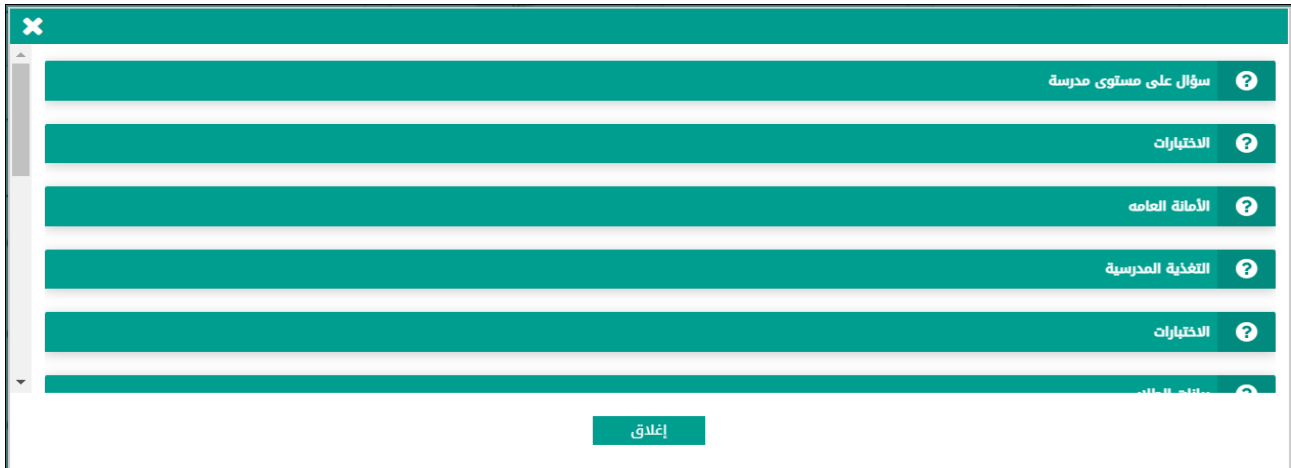 سؤال على مستوى مدرسة
الاختبارات
الأمانة العامه
التغذية المدرسية
الاختبارات
إغلاق